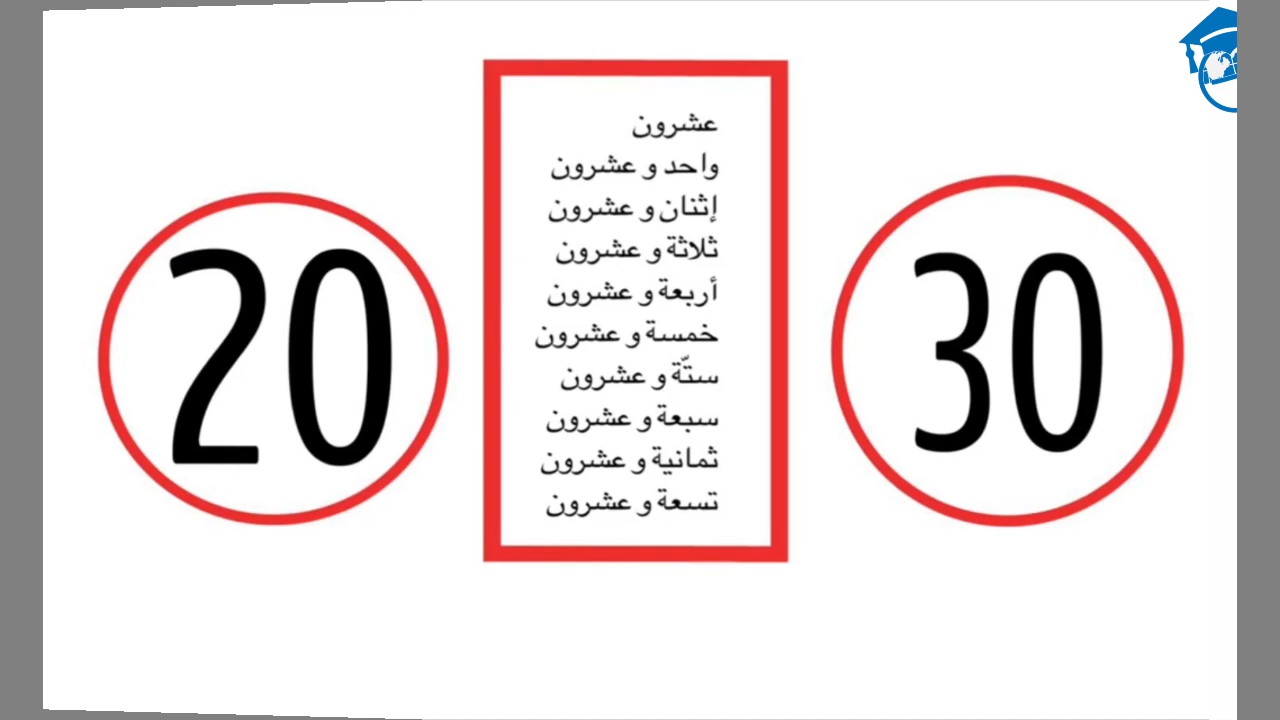 20
عشرون
واحد و عشرون
إثنان و عشرون
ثلاثة و عشرون
أربعة و عشرون
خمسة و عشرون
ستّة و عشرون
سبعة و عشرون
ثمانية و عشرون
تسعة و عشرون
30